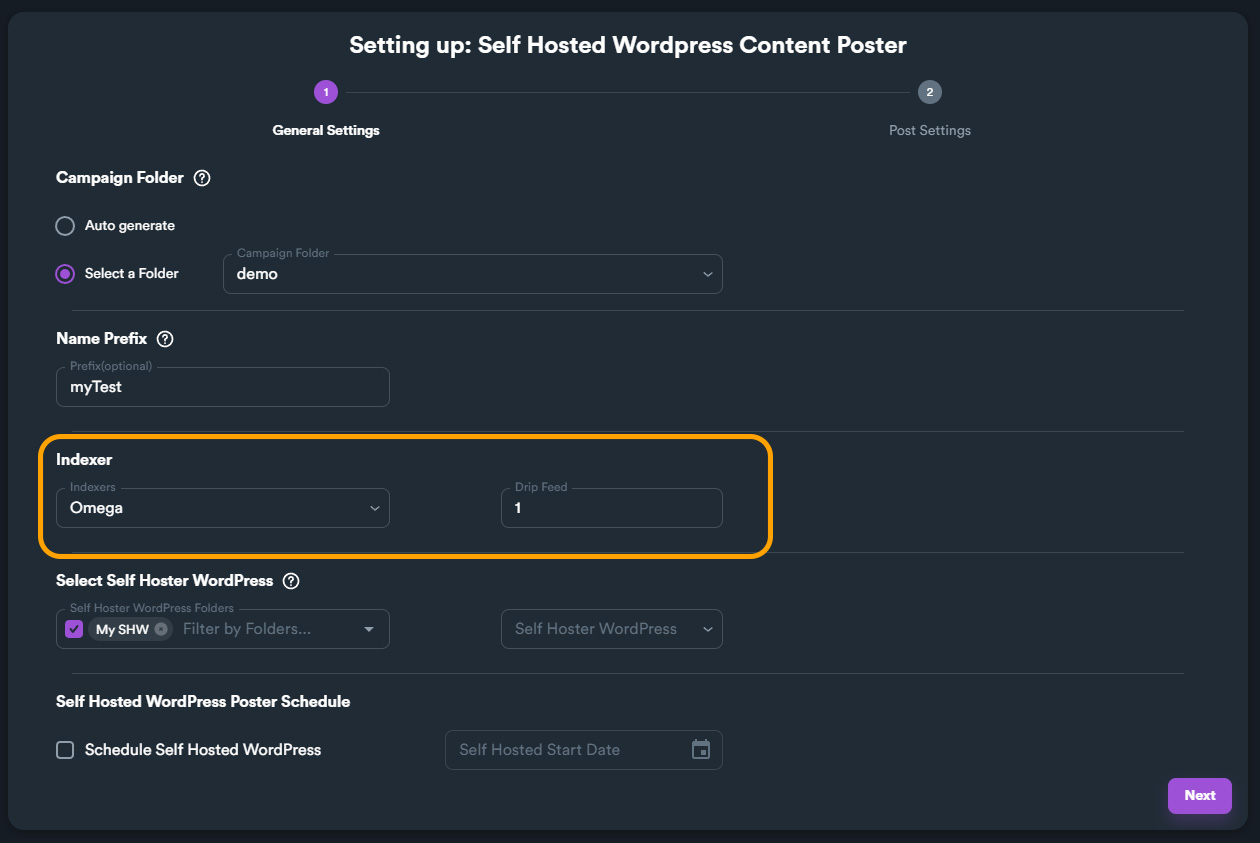 Setting up: Self Hosted Wordpress Content Poster
1
2
General Settings
Post Settings
Campaign Folder ?
Auto generate
Select a Folder
Campaign Folder
demo
Name Prefix ?
Prefix(optional)
myTest
Indexer
Indexers
Omega
Drip Feed
1
Select Self Hoster WordPress ?
Self Hoster WordPress Folders
My SHW
Filter by Folders...
Self Hoster WordPress
Self Hosted WordPress Poster Schedule
Schedule Self Hosted WordPress
Self Hosted Start Date
Next